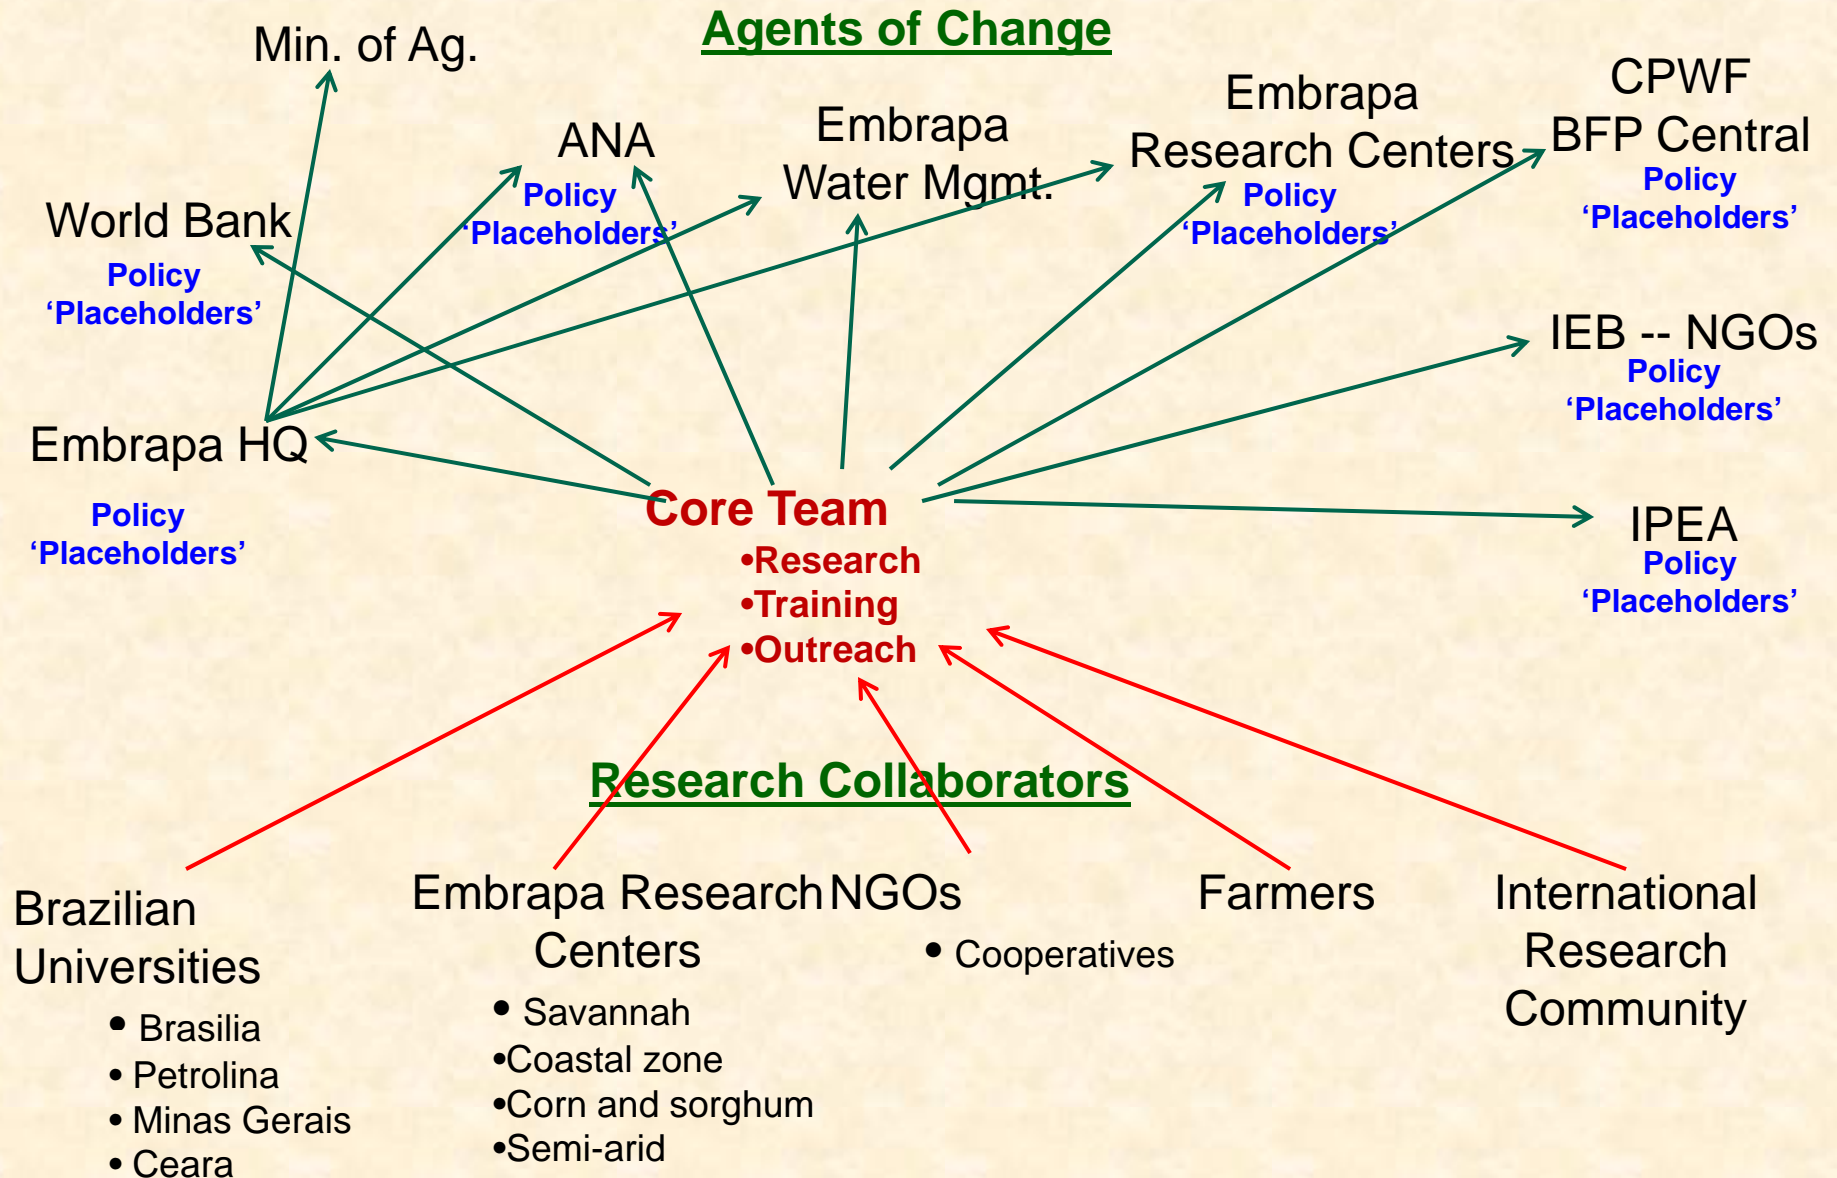 Agents of Change
Min. of Ag.
ANA
Policy
‘Placeholders’
Embrapa
Water Mgmt.
Embrapa
Research Centers
Policy
‘Placeholders’
CPWF
BFP Central
Policy
‘Placeholders’
World Bank
Policy
‘Placeholders’
IEB -- NGOs
Policy
‘Placeholders’
Embrapa HQ
Policy
‘Placeholders’
IPEA
Policy
‘Placeholders’
Core Team
•Research
•Training
•Outreach
Research Collaborators
Brazilian
Universities
• Brasilia
• Petrolina
• Minas Gerais
• Ceara
Embrapa Research
Centers
• Savannah
•Coastal zone
•Corn and sorghum
•Semi-arid
NGOs
• Cooperatives
Farmers
International
Research
Community